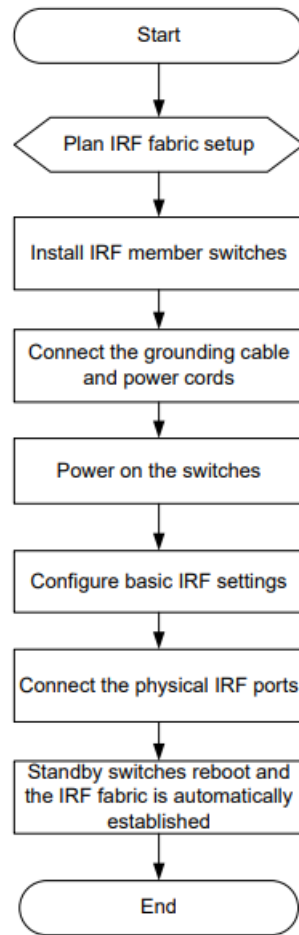 Start
Plan IRF fabric setup
Install IRF member switches
Connect the grounding cable
and power cords
Power on the switches
Configure basic IRF settings
Connect the physical IRF ports
Standby switches reboot and
the IRF fabric is automatically
established
End